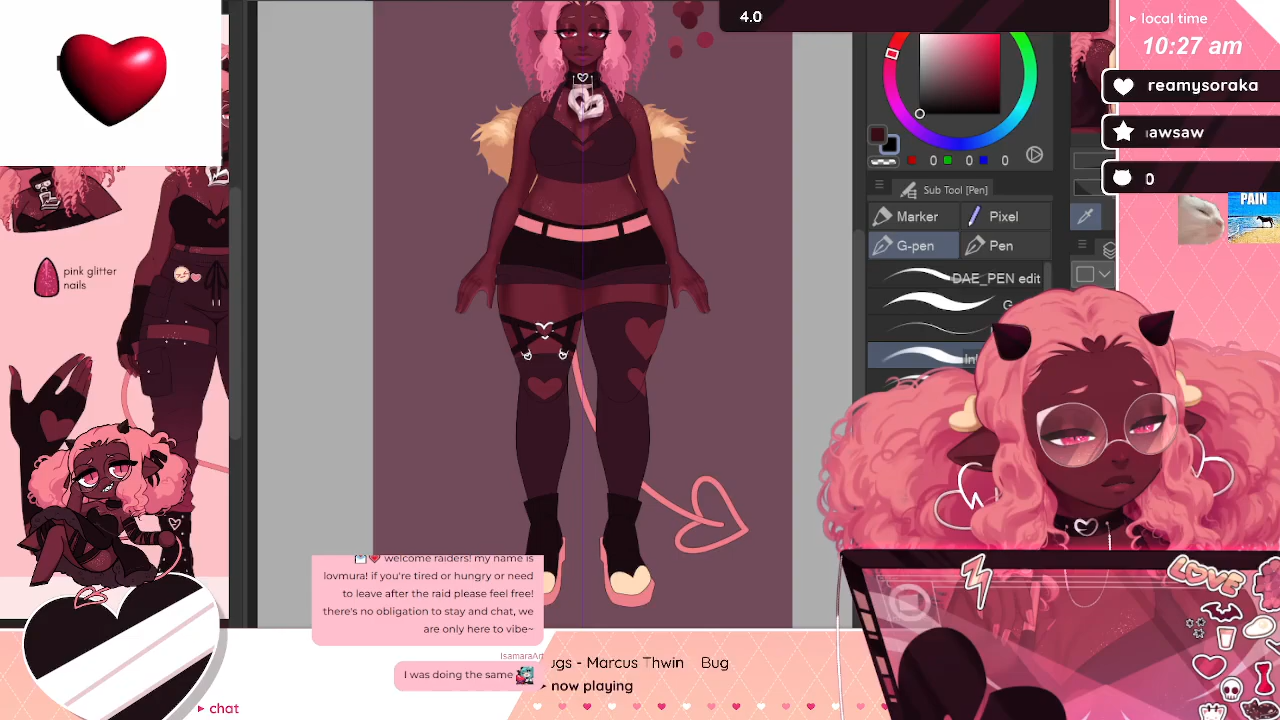 4.0
local time
10:27 am
reamysoraka
awsaw
0
PAIN
0 0 0
Sub Tool [Pen]
Marker
Pixel
G-pen
Pen
DAE_PEN edit
G
pink glitter
nails
welcome raiders! my name is
lovmura! if you're tired or hungry or need
to leave after the raid please feel free!
there's no obligation to stay and chat, we
are only here to vibe~
IsamaraArt
I was doing the same
ugs - Marcus Thwin Bug
now playing
chat
LOVE